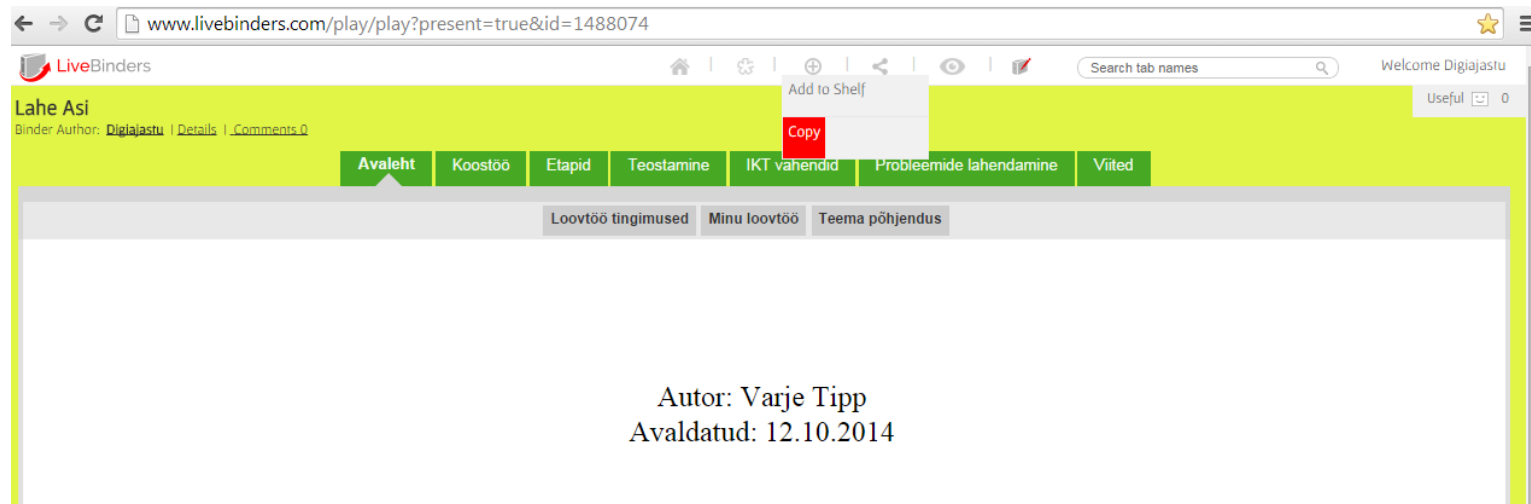 www.livebinders.com/play/play?present=true&id=1488074
LiveBinders
Search tab names
Welcome Digiajastu
Add to Shelf
Copy
Useful 0
Lahe Asi
Binder Author: Digiajastu | Details | Comments 0
Avaleht Koostöö Etapid Teostamine IKT vahendid Probleemide lahendamine Viited
Loovtöö tingimused Minu loovtöö Teema põhjendus
Autor: Varje Tipp
Avaldatud: 12.10.2014